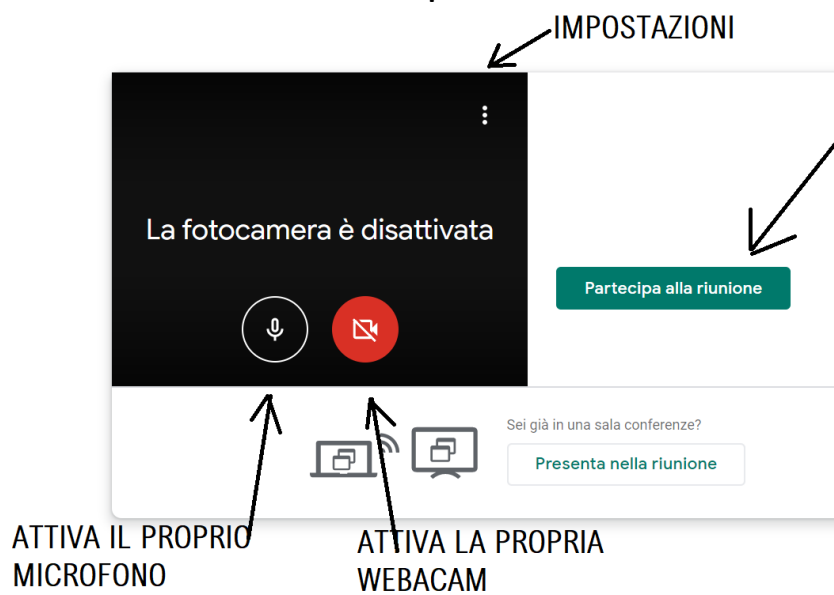 IMPOSTAZIONI
La fotocamera è disattivata
Partecipa alla riunione
Sei già in una sala conferenze?
Presenta nella riunione
ATTIVA IL PROPRIO
MICROFONO
ATTIVA LA PROPRIA
WEBACAM